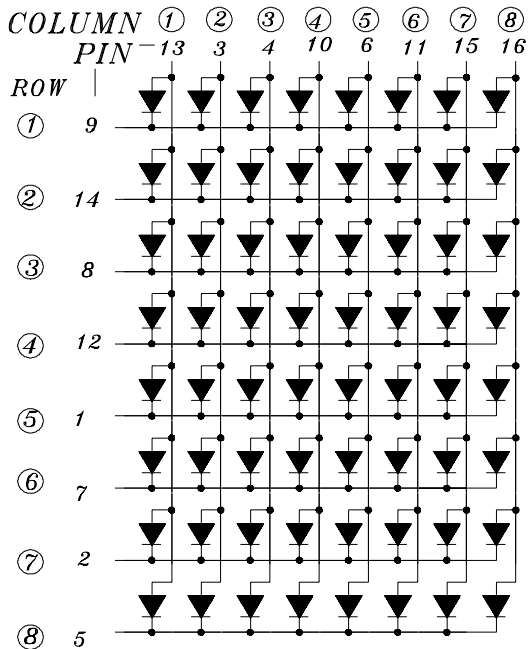 COLUMN ① ② ③ ④ ⑤ ⑥ ⑦ ⑧
PIN 13 3 4 10 6 11 15 16
ROW
① 9
② 14
③ 8
④ 12
⑤ 1
⑥ 7
⑦ 2
⑧ 5